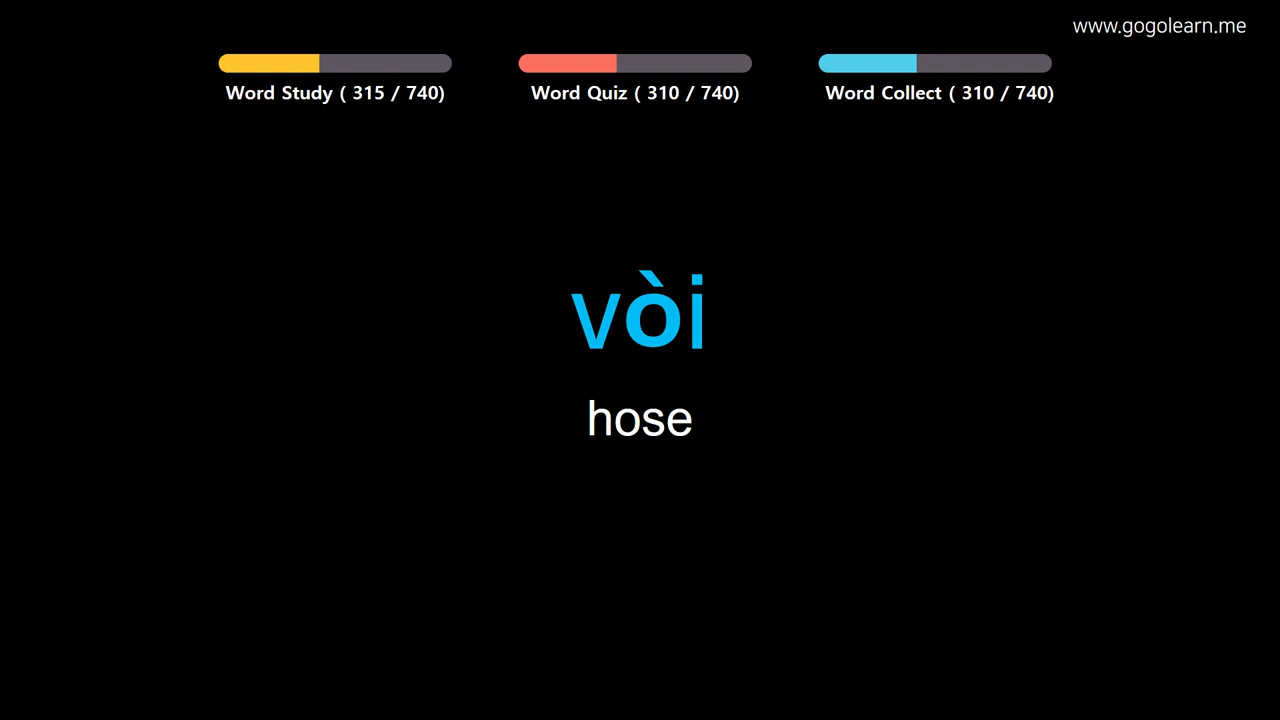 www.gogolearn.me
Word Study ( 315 / 740)
Word Quiz ( 310 / 740)
Word Collect ( 310 / 740)
vòi
hose